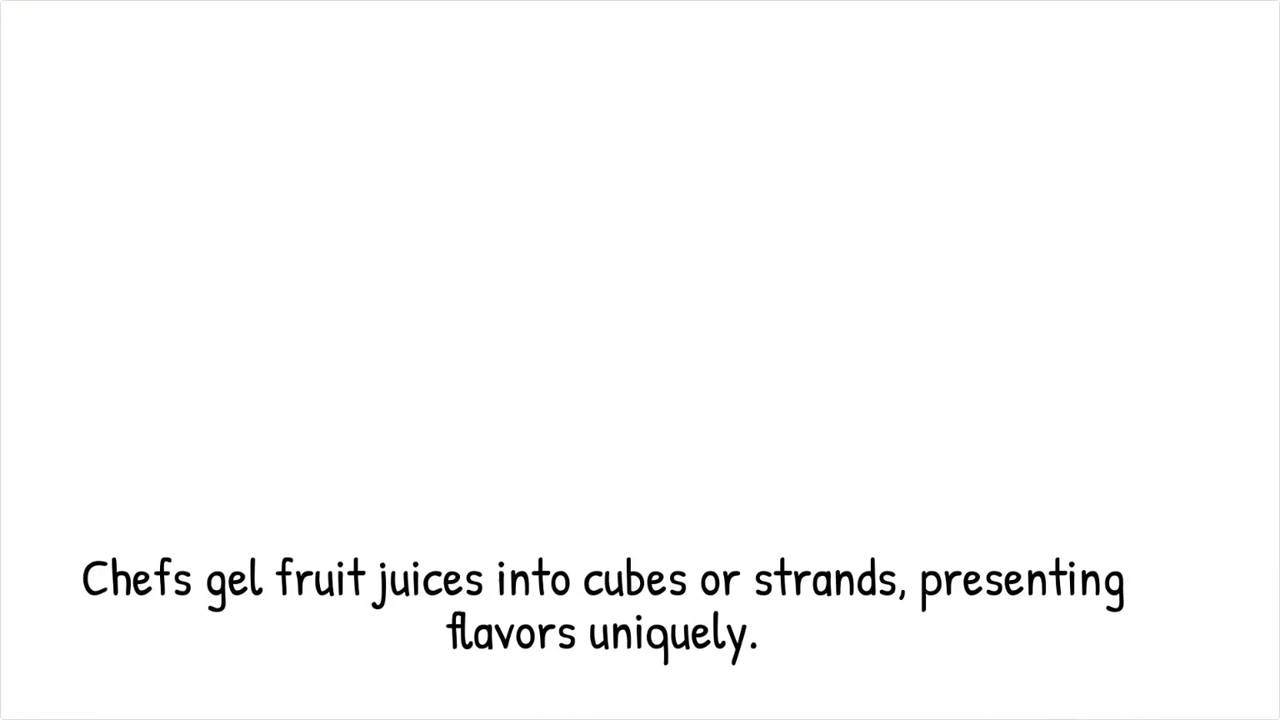 Chefs gel fruit juices into cubes or strands, presenting
flavors uniquely.